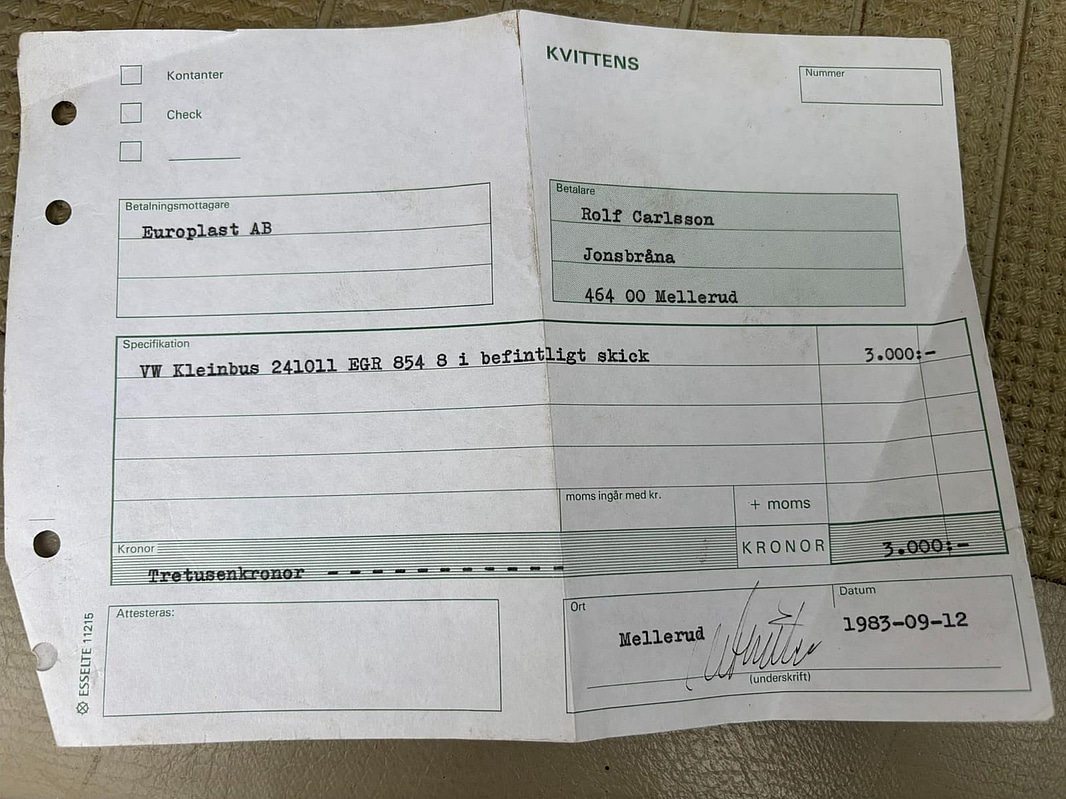 KVITTENS
Nummer
Kontanter
Check
Betalningsmottagare
Europlast AB
Betalare
Rolf Carlsson
Jonsbråna
464 00 Mellerud
Specifikation
VW Kleinbus 241011 EGR 854 8 i befintligt skick 3.000:-
moms ingår med kr.
+ moms
Kronor
KRONOR 3.000:-
Tretusenkronor - - - - - - - - - - -
Attesteras:
Ort
Mellerud
Datum
1983-09-12
(underskrift)
ESSELTE 11215